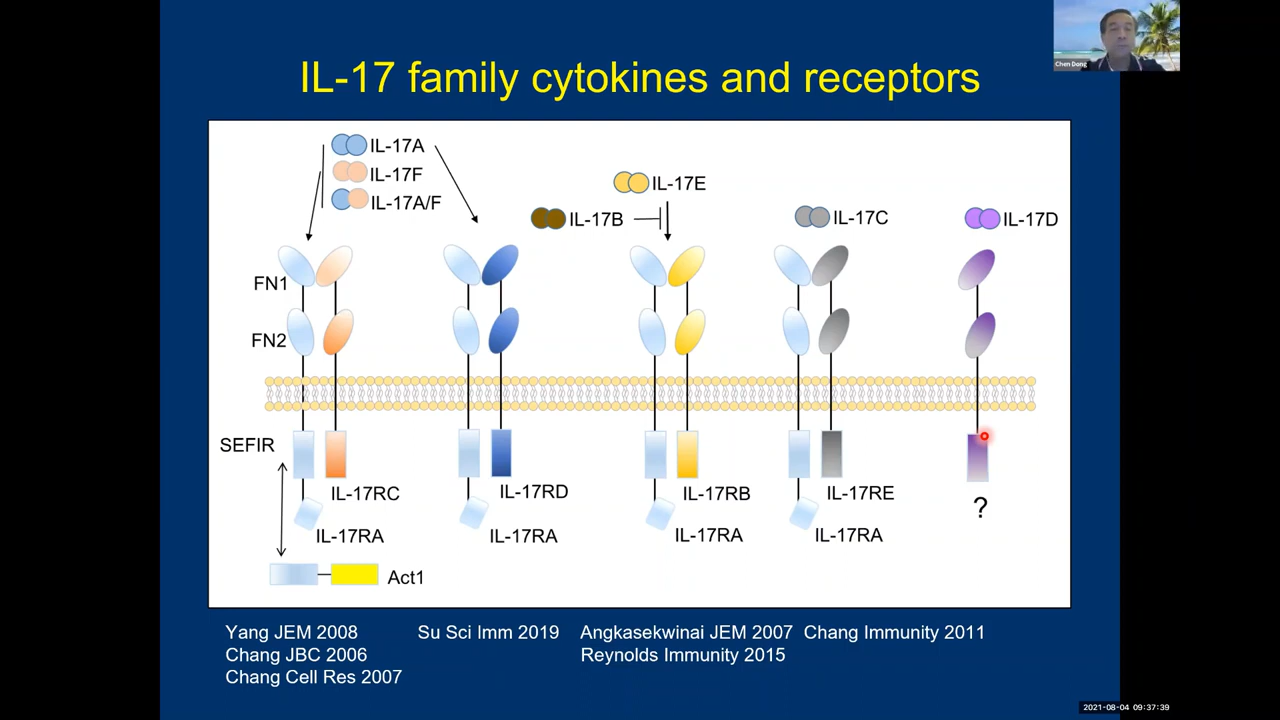 Chen Dong
IL-17 family cytokines and receptors
IL-17A
IL-17F
IL-17A/F
IL-17E
IL-17B
IL-17C
IL-17D
FN1
FN2
SEFIR
IL-17RC
IL-17RD
IL-17RB
IL-17RE
?
IL-17RA
IL-17RA
IL-17RA
IL-17RA
Act1
Yang JEM 2008
Chang JBC 2006
Chang Cell Res 2007
Su Sci Imm 2019
Angkasekwinai JEM 2007
Reynolds Immunity 2015
Chang Immunity 2011
2021-08-04 09:37:39